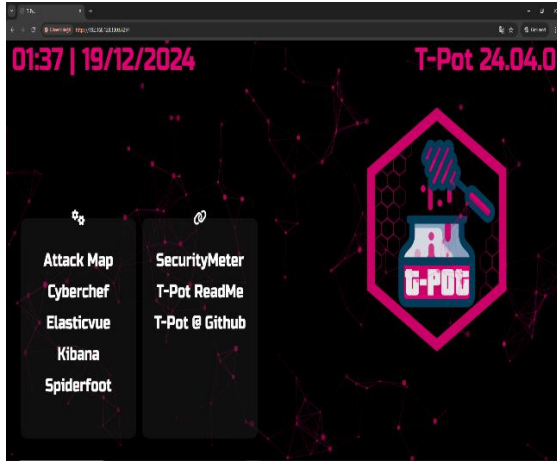 01:37 | 19/12/2024
T-Pot 24.04.0
Attack Map
Cyberchef
Elasticvue
Kibana
Spiderfoot
SecurityMeter
T-Pot ReadMe
T-Pot @ Github
t-pot